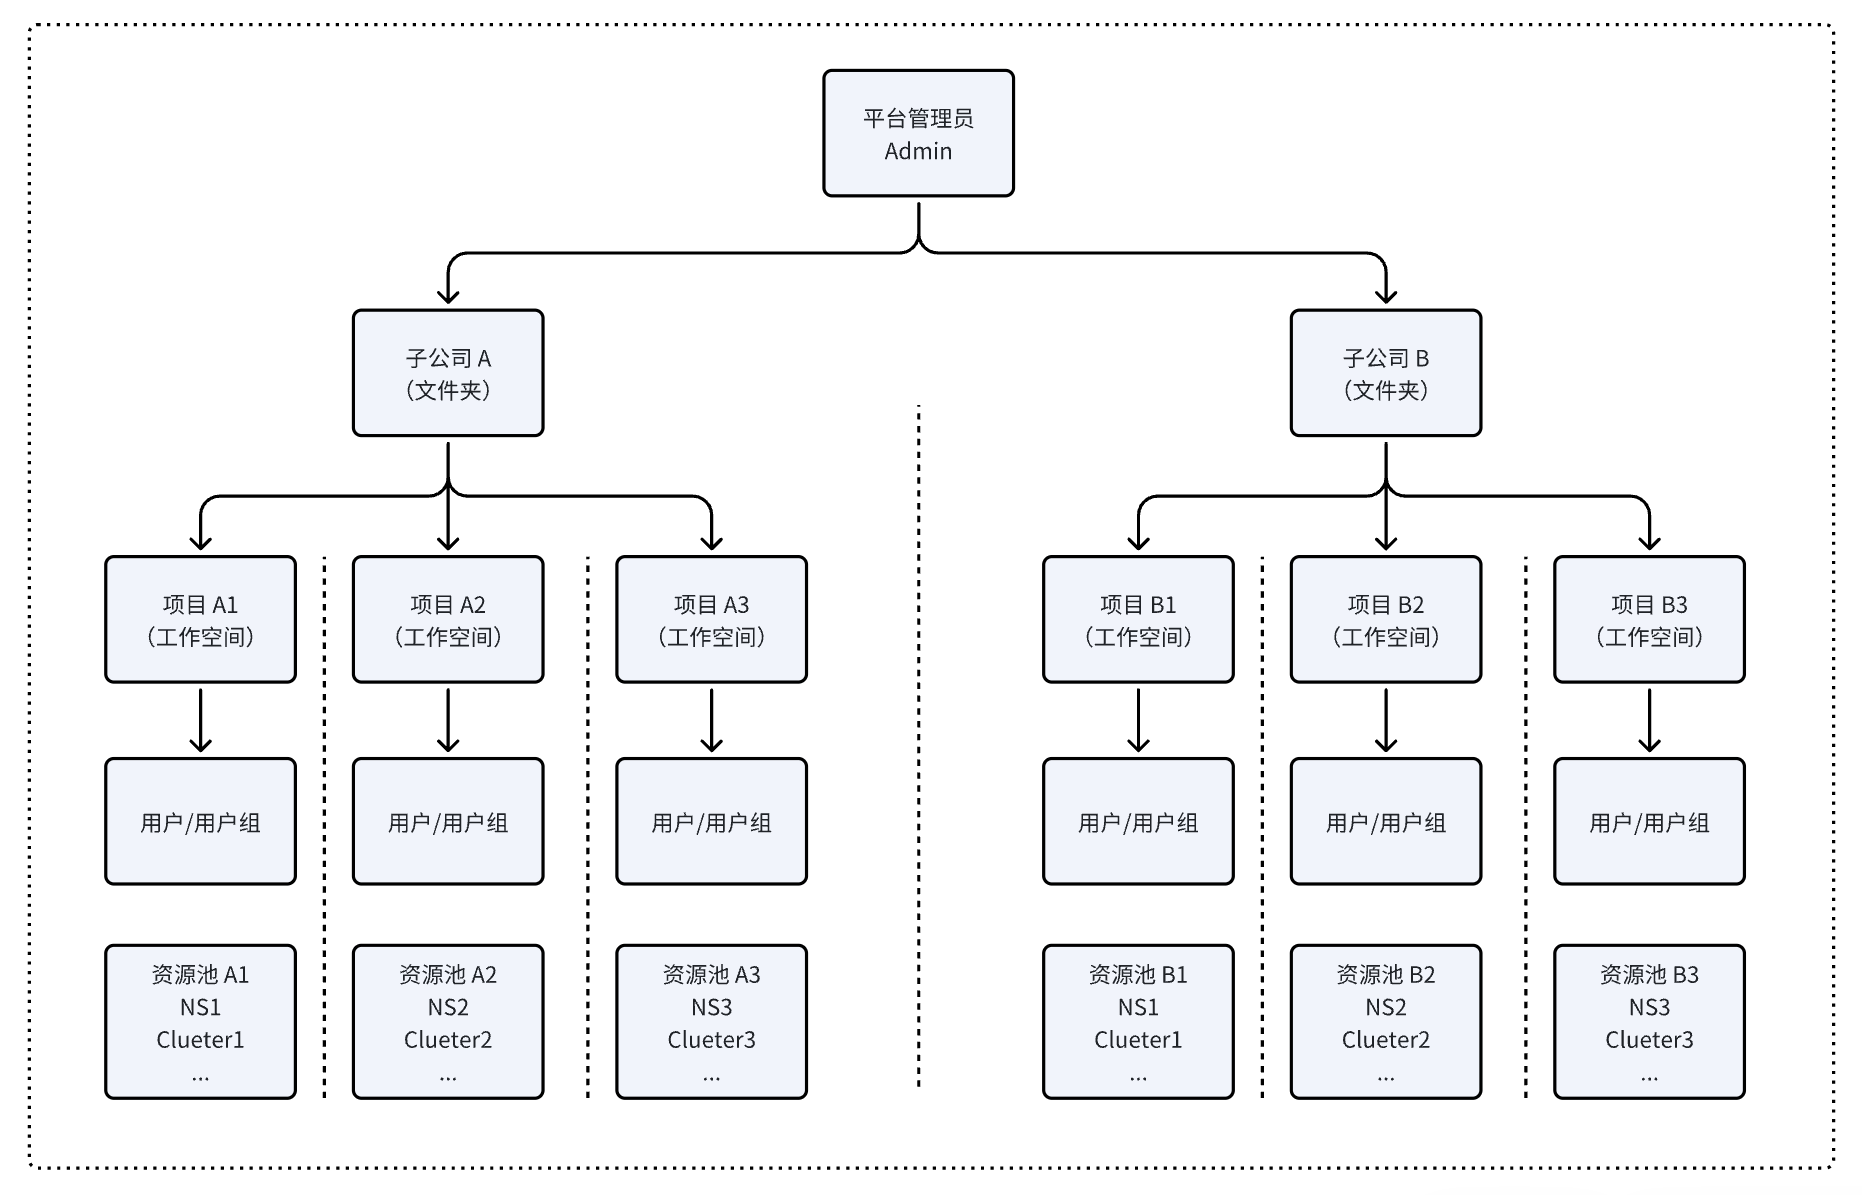 平台管理员
Admin
子公司 A
（文件夹）
子公司 B
（文件夹）
项目 A1
（工作空间）
项目 A2
（工作空间）
项目 A3
（工作空间）
项目 B1
（工作空间）
项目 B2
（工作空间）
项目 B3
（工作空间）
用户/用户组
用户/用户组
用户/用户组
用户/用户组
用户/用户组
用户/用户组
资源池 A1
NS1
Clueter1
...
资源池 A2
NS2
Clueter2
...
资源池 A3
NS3
Clueter3
...
资源池 B1
NS1
Clueter1
...
资源池 B2
NS2
Clueter2
...
资源池 B3
NS3
Clueter3
...